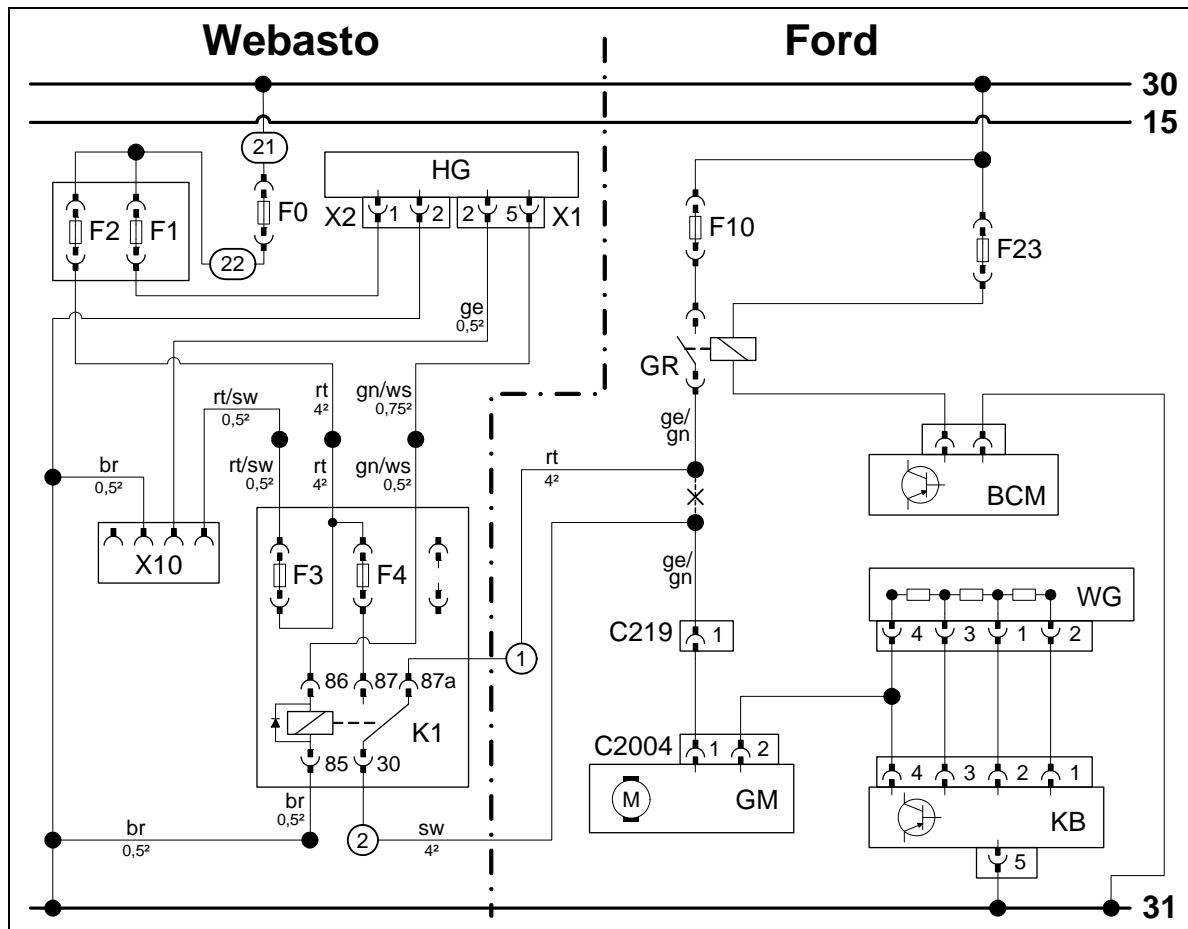 Webasto
Ford
30
15
21
HG
F0
F2
F1
X2
1
2
2
5
X1
F10
F23
22
ge
0,5²
GR
rt/sw
0,5²
rt
4²
gn/ws
0,75²
ge/
gn
br
0,5²
rt/sw
0,5²
rt
4²
gn/ws
0,5²
rt
4²
BCM
X10
F3
F4
ge/
gn
WG
C219
1
4
3
1
2
1
86
87
87a
K1
C2004
1
2
85
30
4
3
2
1
M
GM
KB
br
0,5²
br
0,5²
2
sw
4²
5
31